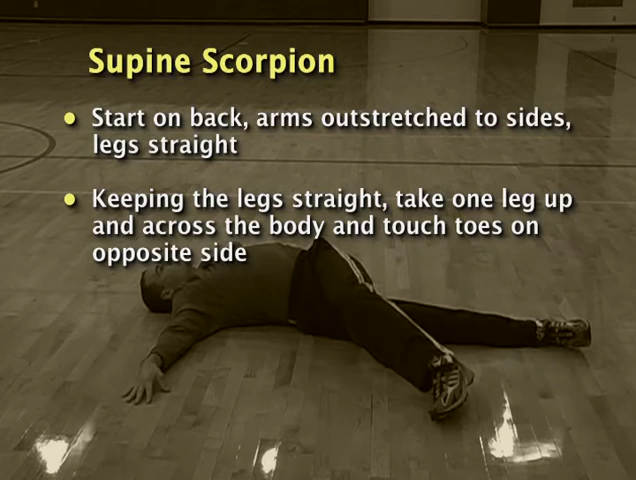 Supine Scorpion
• Start on back, arms outstretched to sides,
legs straight
• Keeping the legs straight, take one leg up
and across the body and touch toes on
opposite side